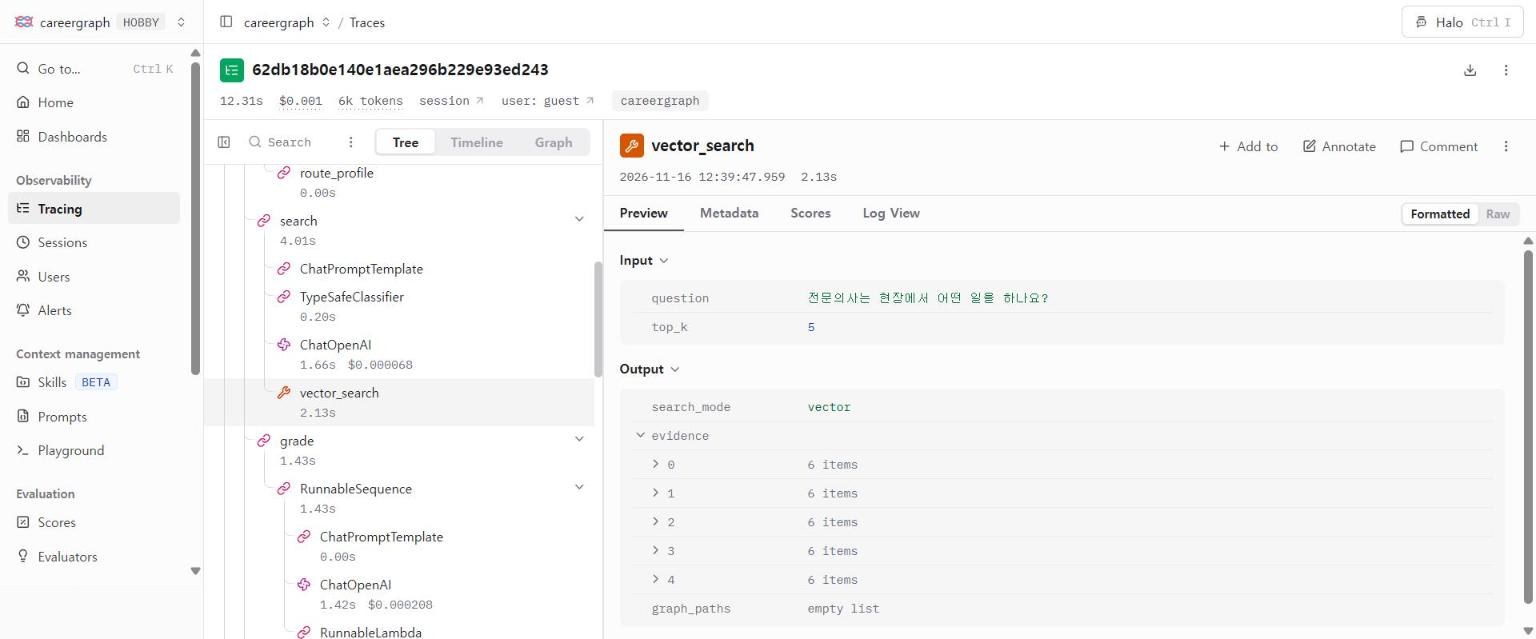 careergraph HOBBY
careergraph / Traces
Halo Ctrl I
Go to... Ctrl K
Home
Dashboards
Observability
Tracing
Sessions
Users
Alerts
Context management
Skills BETA
Prompts
Playground
Evaluation
Scores
Evaluators
62db18b0e140e1aea296b229e93ed243
12.31s $0.001 6k tokens session user: guest careergraph
Search Tree Timeline Graph
route_profile
0.00s
search
4.01s
ChatPromptTemplate
TypeSafeClassifier
0.20s
ChatOpenAI
1.66s $0.000068
vector_search
2.13s
grade
1.43s
RunnableSequence
1.43s
ChatPromptTemplate
0.00s
ChatOpenAI
1.42s $0.000208
RunnableLambda
vector_search
Add to Annotate Comment
2026-11-16 12:39:47.959 2.13s
Preview Metadata Scores Log View Formatted Raw
Input
question 전문의사는 현장에서 어떤 일을 하나요?
top_k 5
Output
search_mode vector
evidence
0 6 items
1 6 items
2 6 items
3 6 items
4 6 items
graph_paths empty list